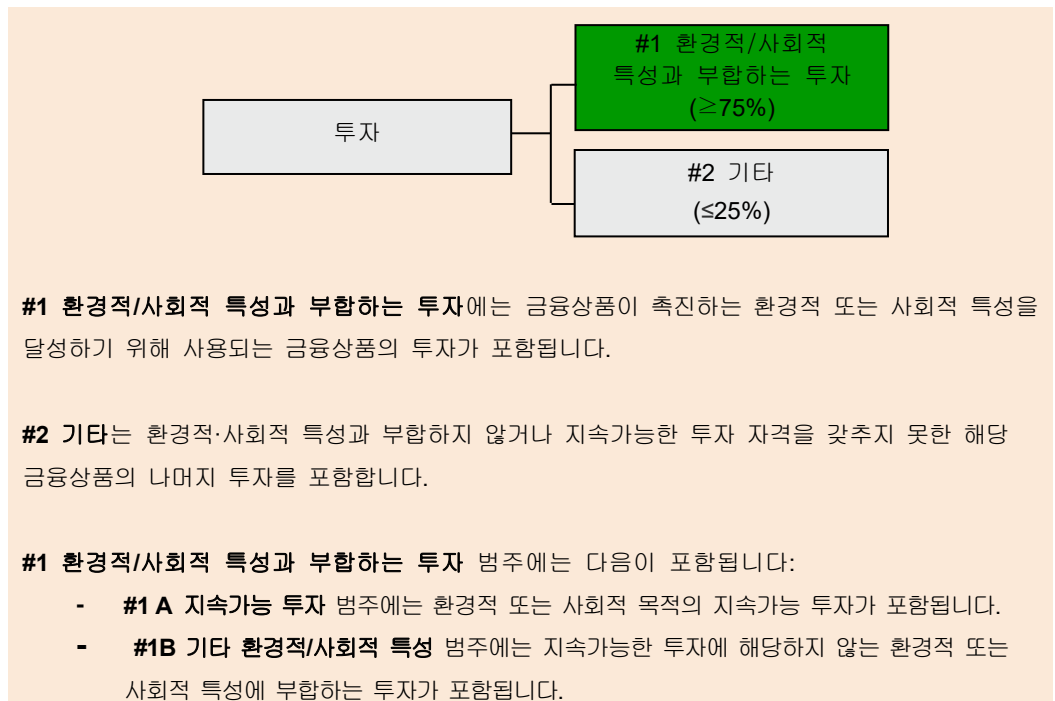 #1 환경적/사회적
특성과 부합하는 투자
(≥75%)
투자
#2 기타
(≤25%)
#1 환경적/사회적 특성과 부합하는 투자에는 금융상품이 촉진하는 환경적 또는 사회적 특성을
달성하기 위해 사용되는 금융상품의 투자가 포함됩니다.
#2 기타는 환경적·사회적 특성과 부합하지 않거나 지속가능한 투자 자격을 갖추지 못한 해당
금융상품의 나머지 투자를 포함합니다.
#1 환경적/사회적 특성과 부합하는 투자 범주에는 다음이 포함됩니다:
- #1 A 지속가능 투자 범주에는 환경적 또는 사회적 목적의 지속가능 투자가 포함됩니다.
- #1B 기타 환경적/사회적 특성 범주에는 지속가능한 투자에 해당하지 않는 환경적 또는
사회적 특성에 부합하는 투자가 포함됩니다.